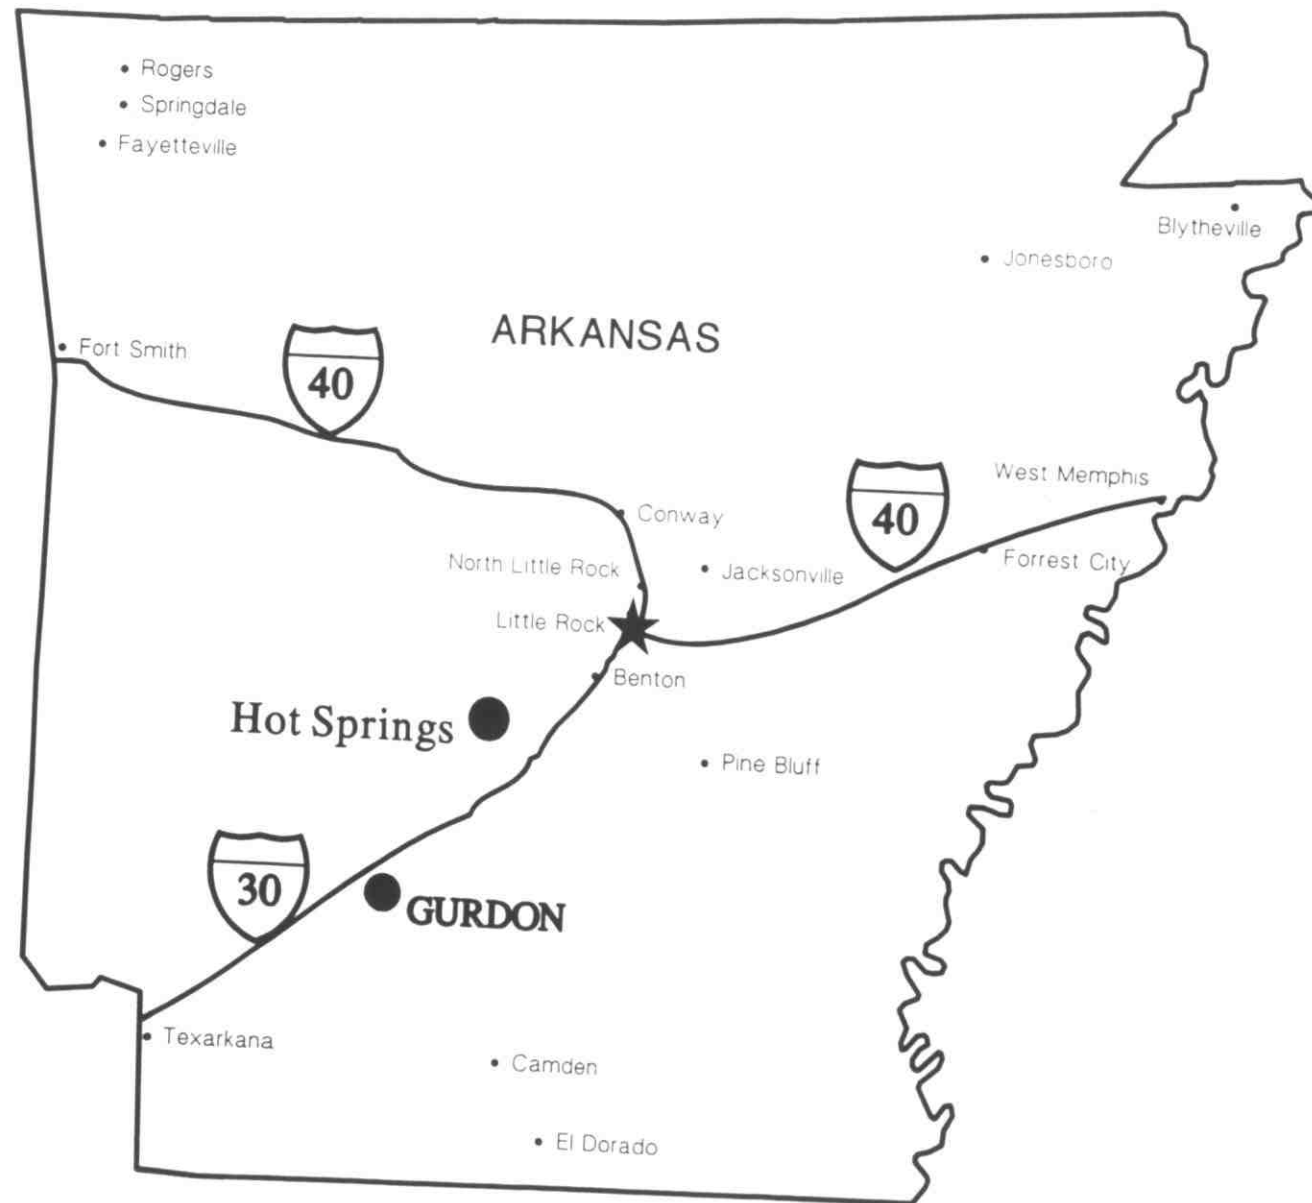 Rogers
Springdale
Fayetteville
Blytheville
Jonesboro
ARKANSAS
Fort Smith
40
West Memphis
40
Conway
North Little Rock
Jacksonville
Forrest City
Little Rock
Benton
Hot Springs
Pine Bluff
30
GURDON
Texarkana
Camden
El Dorado